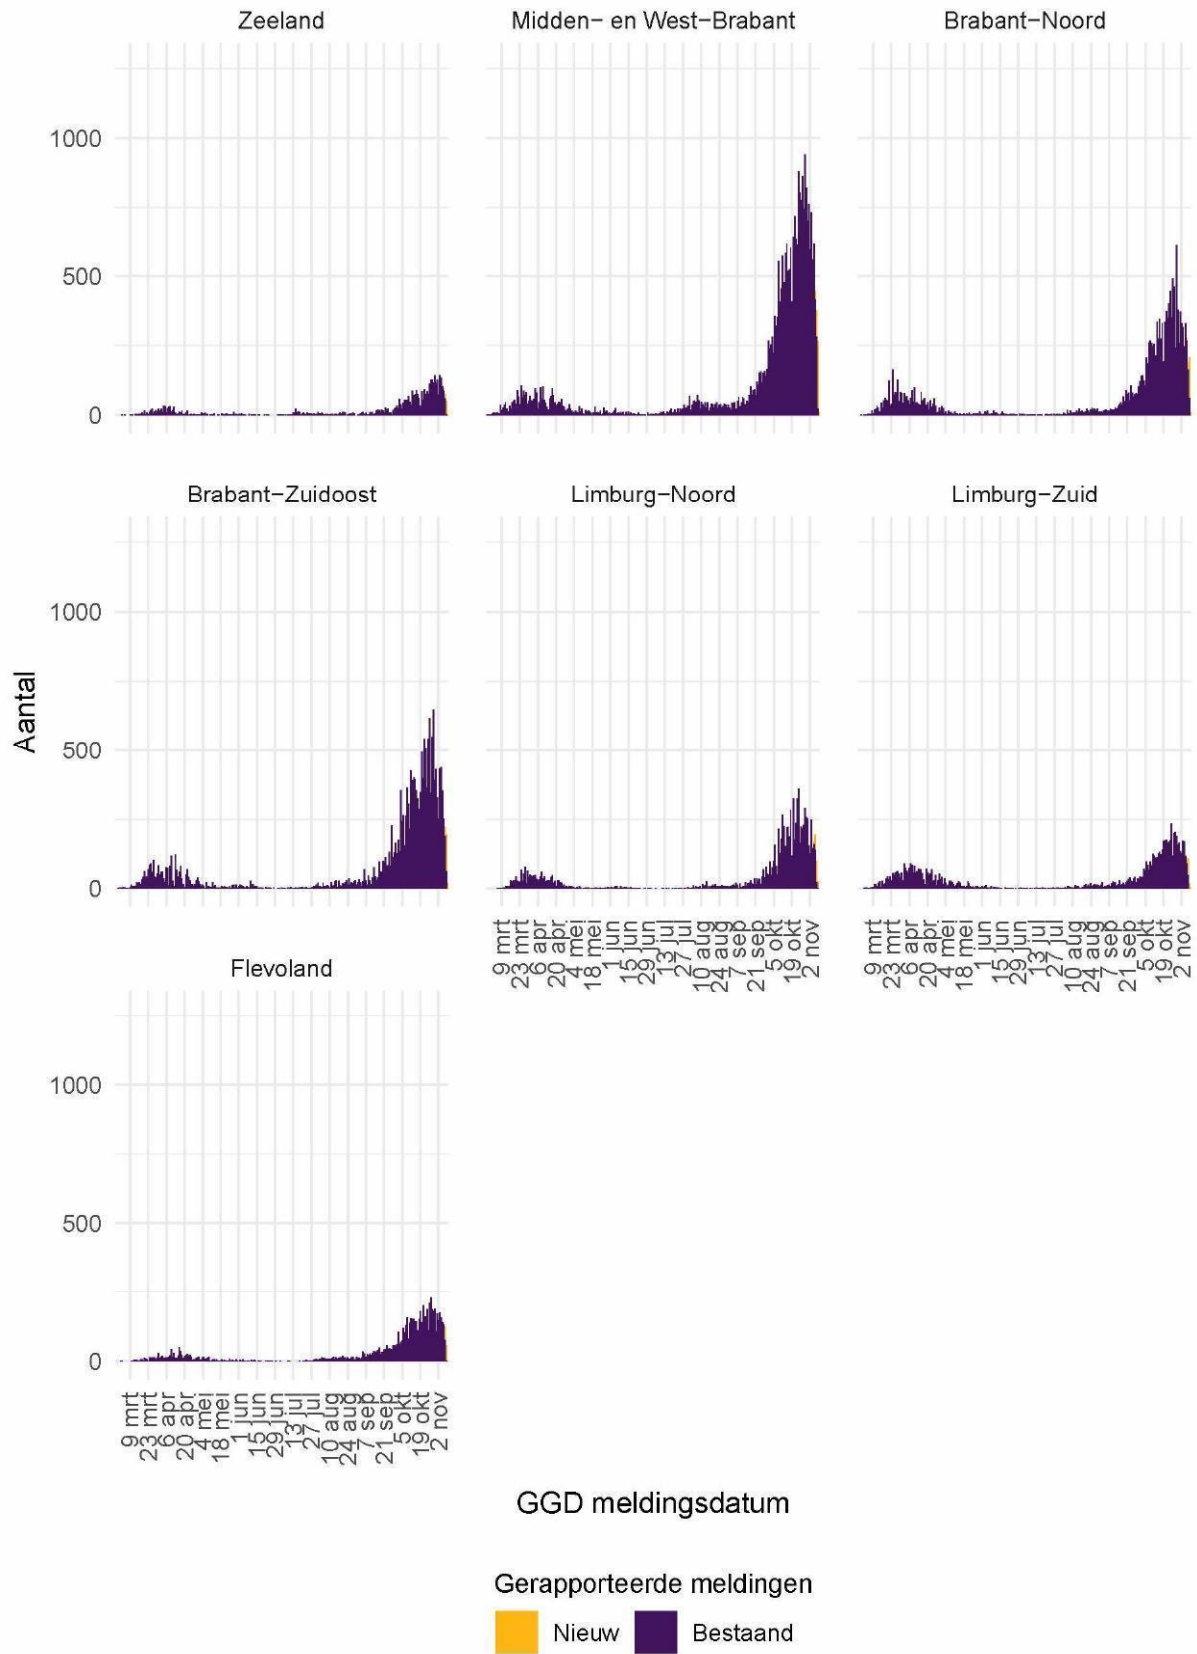 Zeeland
Midden- en West-Brabant
Brabant-Noord
1000
500
0
Brabant-Zuidoost
Limburg-Noord
Limburg-Zuid
Aantal
1000
500
0
9 mrt
23 mrt
6 apr
20 apr
4 mei
18 mei
1 jun
15 jun
29 jun
13 jul
27 jul
10 aug
24 aug
7 sep
21 sep
5 okt
19 okt
2 nov
9 mrt
23 mrt
6 apr
20 apr
4 mei
18 mei
1 jun
15 jun
29 jun
13 jul
27 jul
10 aug
24 aug
7 sep
21 sep
5 okt
19 okt
2 nov
Flevoland
1000
500
0
9 mrt
23 mrt
6 apr
20 apr
4 mei
18 mei
1 jun
15 jun
29 jun
13 jul
27 jul
10 aug
24 aug
7 sep
21 sep
5 okt
19 okt
2 nov
GGD meldingsdatum
Gerapporteerde meldingen
Nieuw
Bestaand